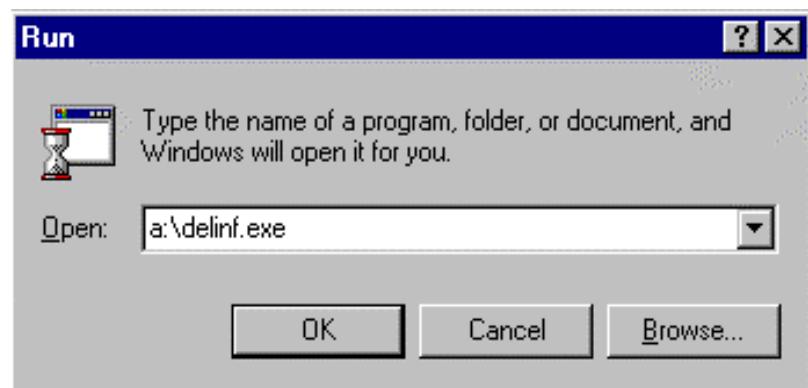 Run
Type the name of a program, folder, or document, and
Windows will open it for you.
Open: a:\delinf.exe
OK Cancel Browse...